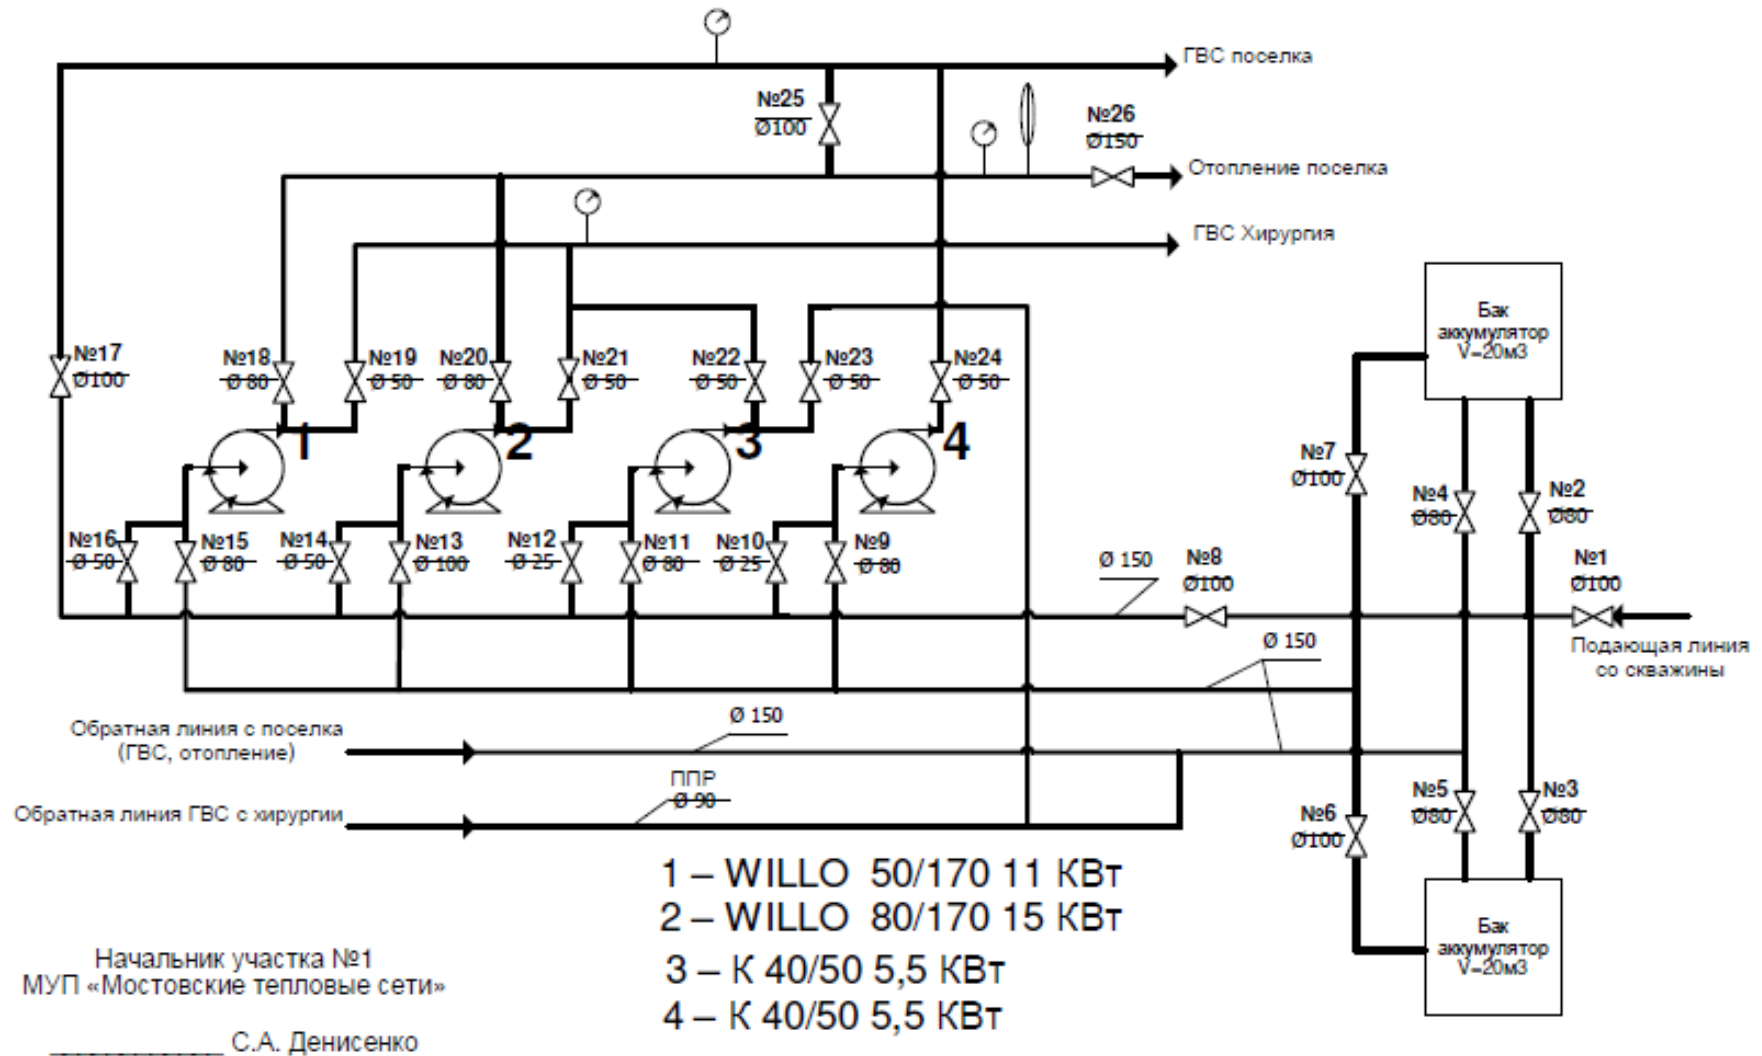 ГВС поселка
№25
Ø100
№26
Ø150
Отопление поселка
ГВС Хирургия
Бак
аккумулятор
V=20м3
№17
Ø100
№18
Ø 80
№19
Ø 50
№20
Ø 80
№21
Ø 50
№22
Ø 50
№23
Ø 50
№24
Ø 50
1
2
3
4
№7
Ø100
№4
Ø80
№2
Ø80
№16
Ø 50
№15
Ø 80
№14
Ø 50
№13
Ø 100
№12
Ø 25
№11
Ø 80
№10
Ø 25
№9
Ø 80
Ø 150
№8
Ø100
№1
Ø100
Подающая линия
со скважины
Ø 150
Обратная линия с поселка
(ГВС, отопление)
Ø 150
ППР
Ø 90
Обратная линия ГВС с хирургии
№6
Ø100
№5
Ø80
№3
Ø80
Бак
аккумулятор
V=20м3
1 – WILLO 50/170 11 КВт
2 – WILLO 80/170 15 КВт
3 – К 40/50 5,5 КВт
4 – К 40/50 5,5 КВт
Начальник участка №1
МУП «Мостовские тепловые сети»
____________ С.А. Денисенко